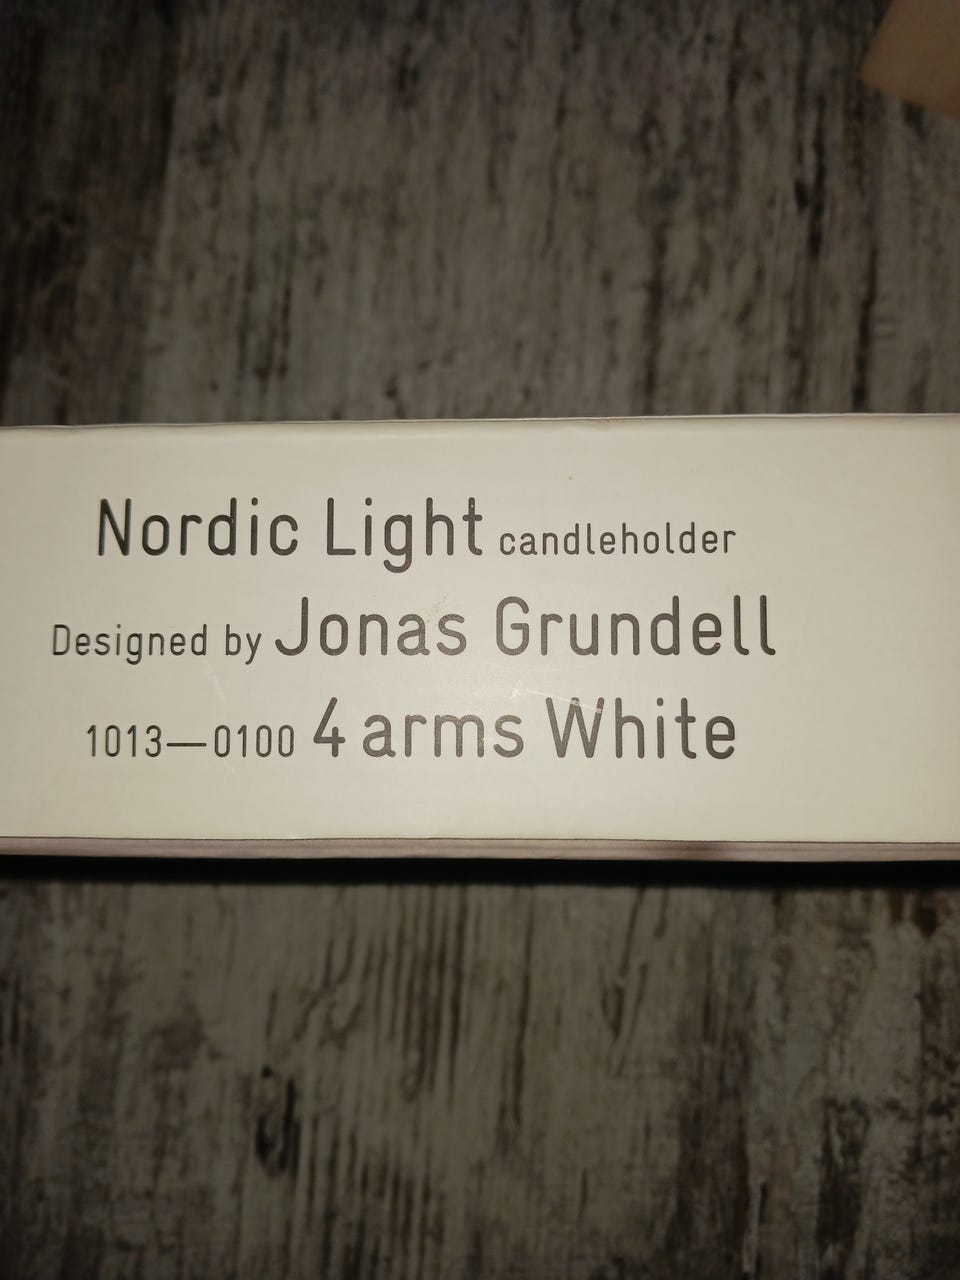 Nordic Light candleholder
Designed by Jonas Grundell
1013—0100 4 arms White